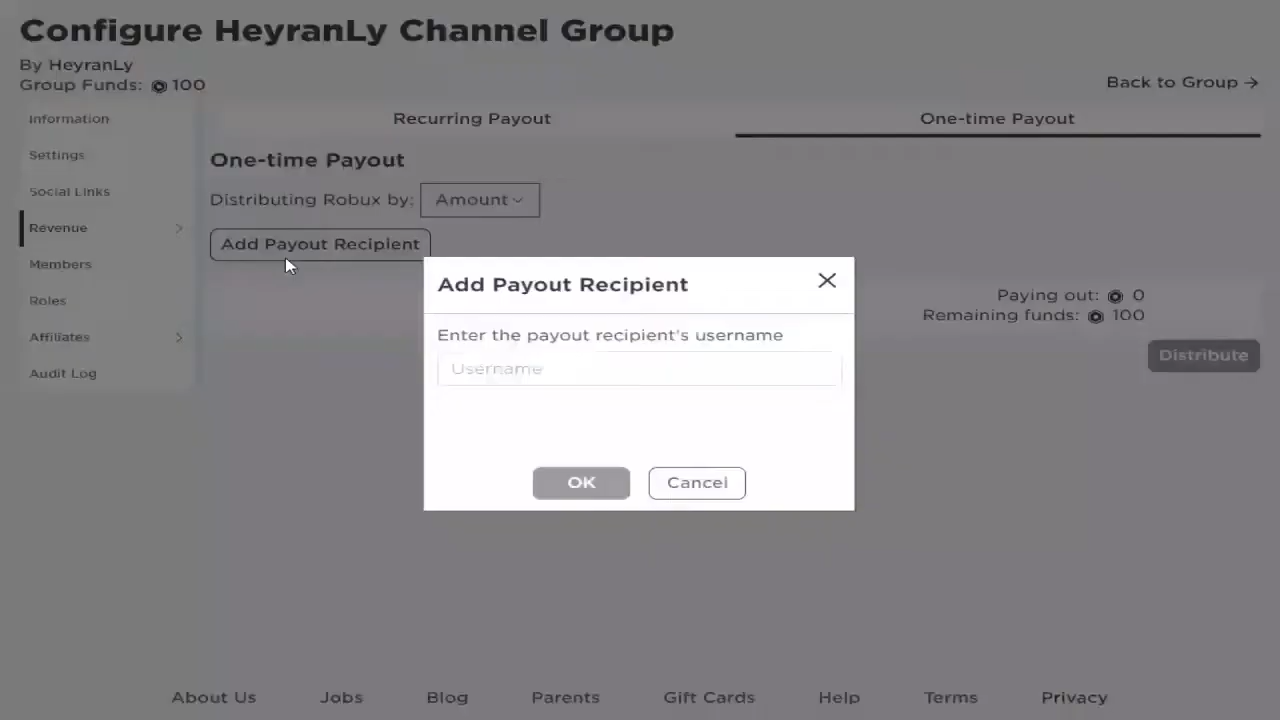 Configure HeyranLy Channel Group
By HeyranLy
Group Funds: 100
Back to Group →
Information
Settings
Social Links
Revenue
Members
Roles
Affiliates
Audit Log
Recurring Payout
One-time Payout
One-time Payout
Distributing Robux by: Amount
Add Payout Recipient
Add Payout Recipient
Enter the payout recipient's username
Username
OK Cancel
Paying out: 0
Remaining funds: 100
Distribute
About Us Jobs Blog Parents Gift Cards Help Terms Privacy